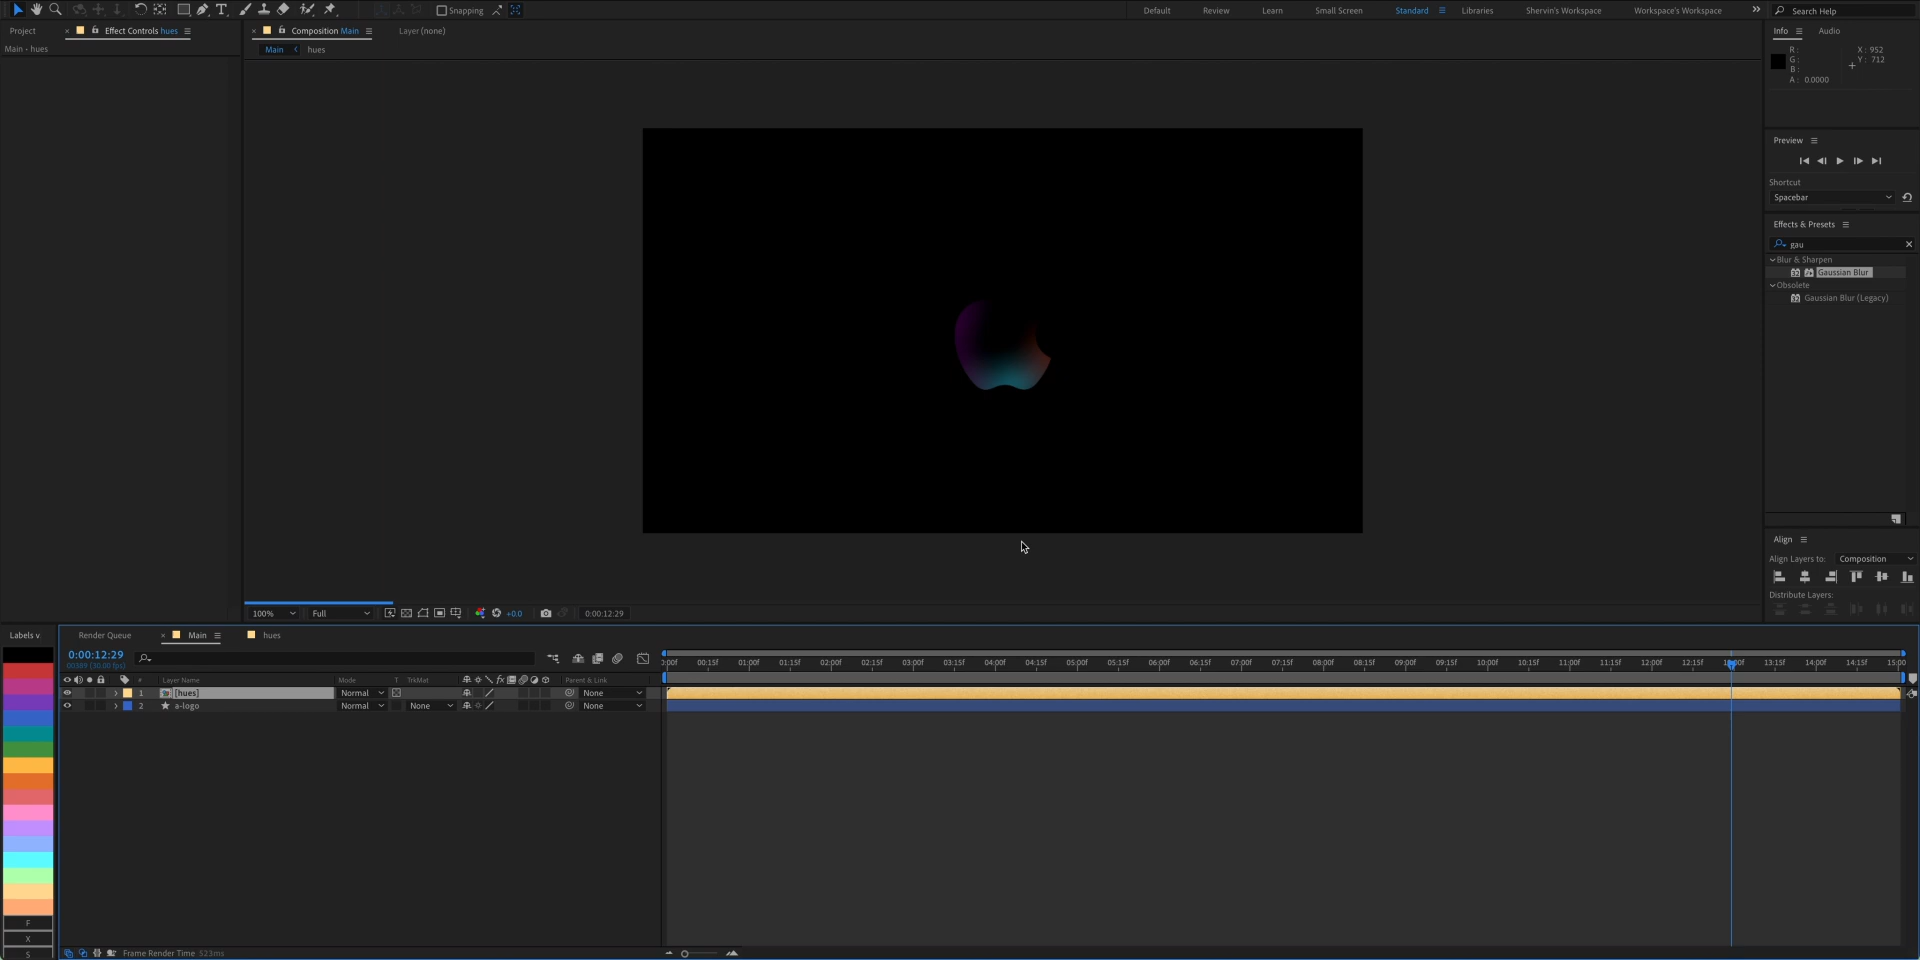 Snapping
Default
Review
Learn
Small Screen
Standard
Libraries
Shervin's Workspace
Workspace's Workspace
Search Help
Project
Effect Controls hues
Composition Main
Layer (none)
Info
Audio
Main • hues
Main
hues
R :
G :
B :
A : 0.0000
X : 952
Y : 712
Preview
Shortcut
Spacebar
Effects & Presets
gau
Blur & Sharpen
Gaussian Blur
Obsolete
Gaussian Blur (Legacy)
Align
Align Layers to:
Composition
Distribute Layers:
100%
Full
+0.0
0:00:12:29
Labels v
Render Queue
Main
hues
0:00:12:29
00389 (30.00 fps)
:00f 00:15f 01:00f 01:15f 02:00f 02:15f 03:00f 03:15f 04:00f 04:15f 05:00f 05:15f 06:00f 06:15f 07:00f 07:15f 08:00f 08:15f 09:00f 09:15f 10:00f 10:15f 11:00f 11:15f 12:00f 12:15f 13:15f 14:00f 14:15f 15:00
# Layer Name Mode T TrkMat Parent & Link
1 [hues] Normal None
2 a-logo Normal None None
F
X
S
Frame Render Time 523ms